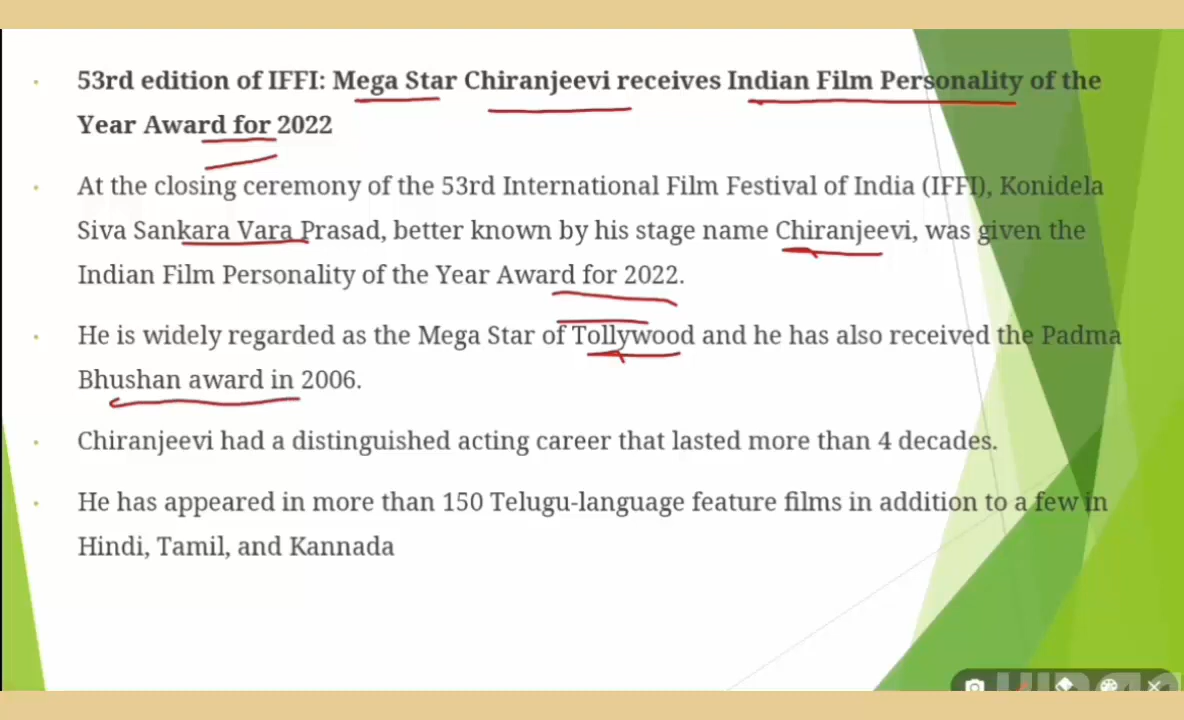 53rd edition of IFFI: Mega Star Chiranjeevi receives Indian Film Personality of the
Year Award for 2022
At the closing ceremony of the 53rd International Film Festival of India (IFFI), Konidela
Siva Sankara Vara Prasad, better known by his stage name Chiranjeevi, was given the
Indian Film Personality of the Year Award for 2022.
He is widely regarded as the Mega Star of Tollywood and he has also received the Padma
Bhushan award in 2006.
Chiranjeevi had a distinguished acting career that lasted more than 4 decades.
He has appeared in more than 150 Telugu-language feature films in addition to a few in
Hindi, Tamil, and Kannada